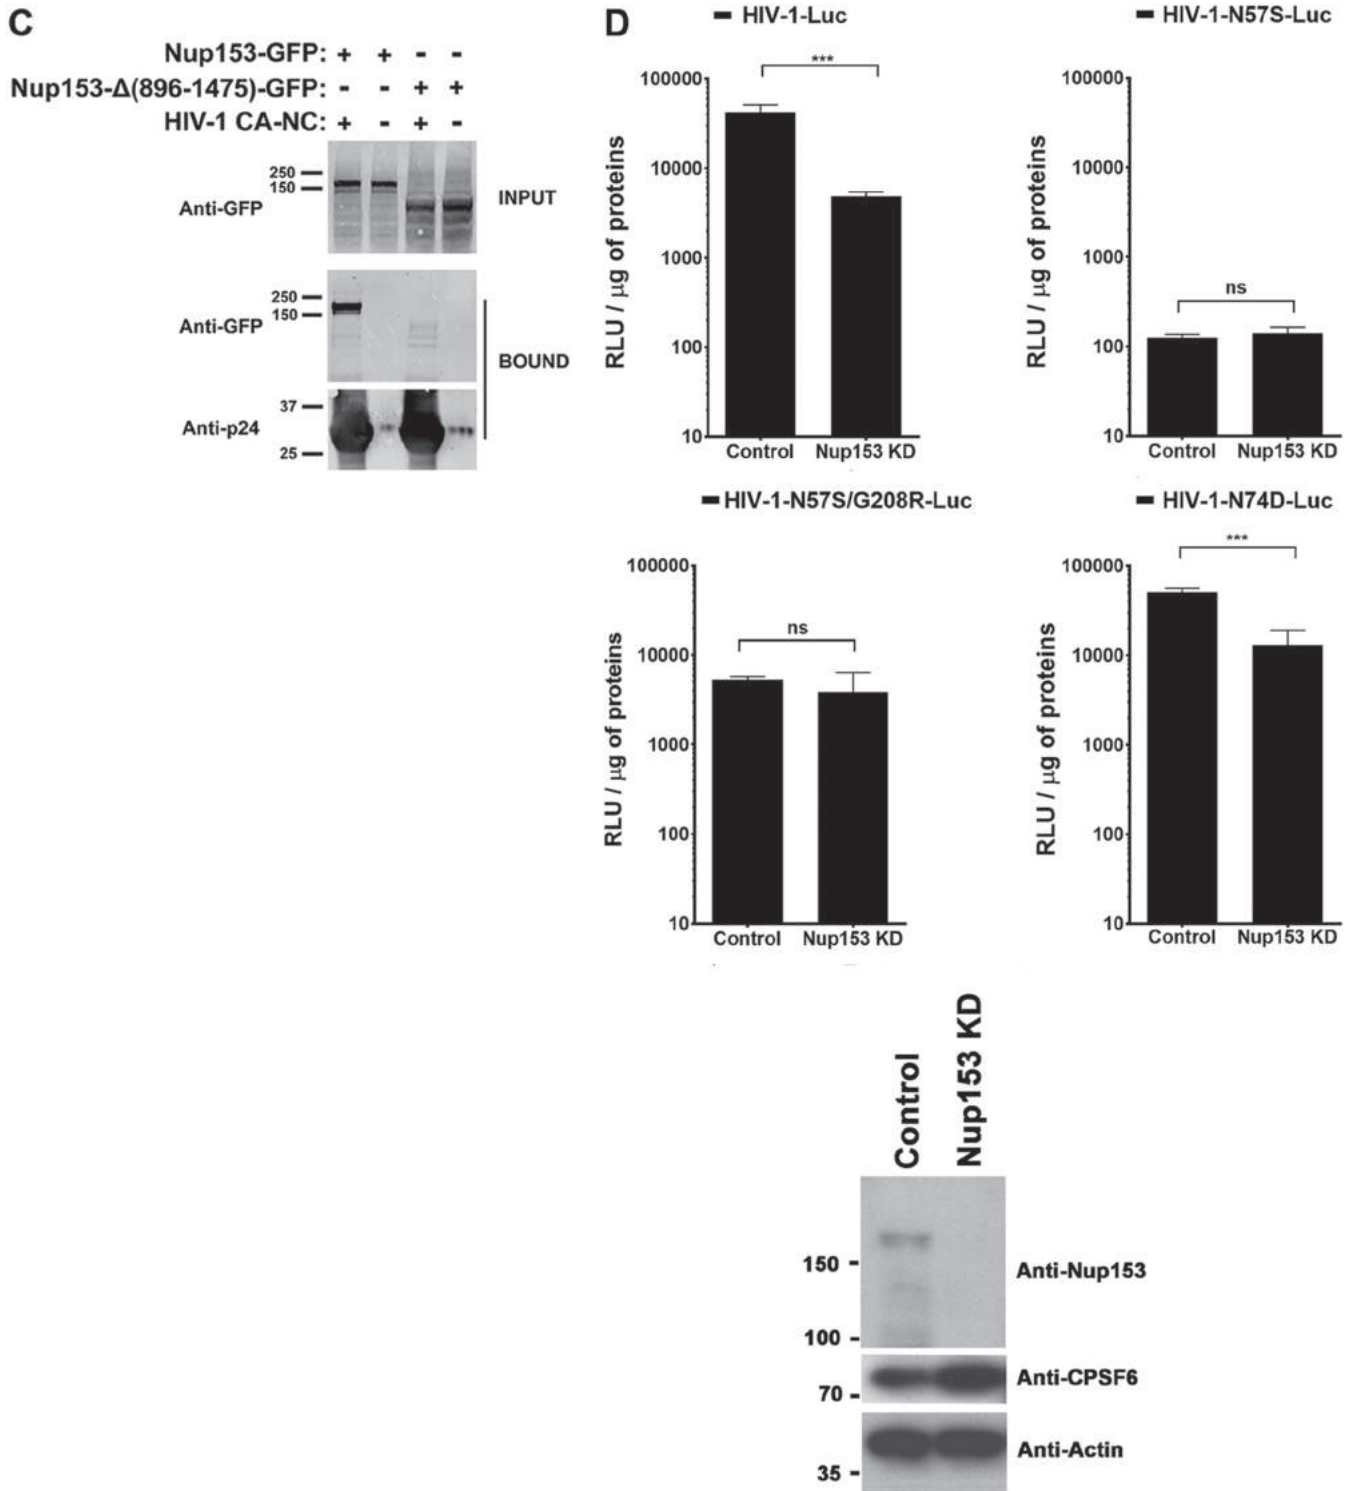 C
Nup153-GFP: + + - -
Nup153-Δ(896-1475)-GFP: - - + +
HIV-1 CA-NC: + - + -
250
150
Anti-GFP
INPUT
250
150
Anti-GFP
BOUND
37
Anti-p24
25
D
HIV-1-Luc
***
100000
10000
1000
100
10
RLU / μg of proteins
Control Nup153 KD
HIV-1-N57S-Luc
100000
10000
1000
ns
100
10
RLU / μg of proteins
Control Nup153 KD
HIV-1-N57S/G208R-Luc
100000
ns
10000
1000
100
10
RLU / μg of proteins
Control Nup153 KD
HIV-1-N74D-Luc
***
100000
10000
1000
100
10
RLU / μg of proteins
Control Nup153 KD
Control
Nup153 KD
150
Anti-Nup153
100
Anti-CPSF6
70
Anti-Actin
35